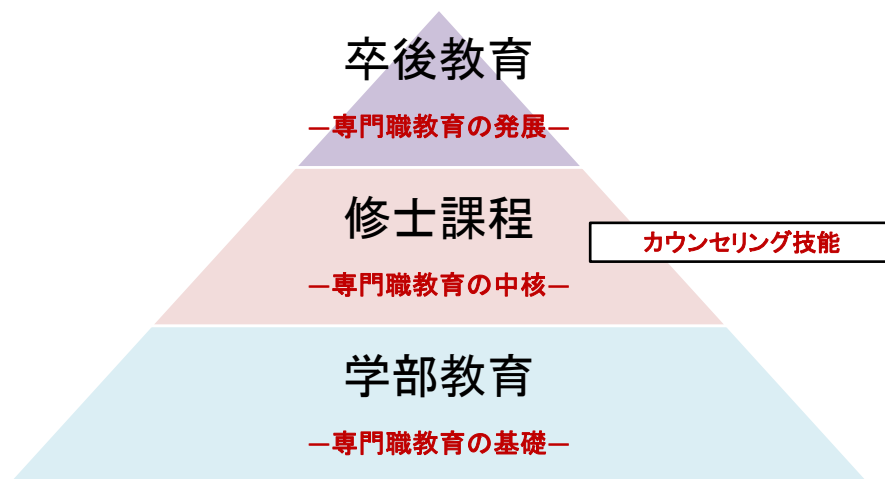 卒後教育
―専門職教育の発展―
修士課程
カウンセリング技能
―専門職教育の中核―
学部教育
―専門職教育の基礎―